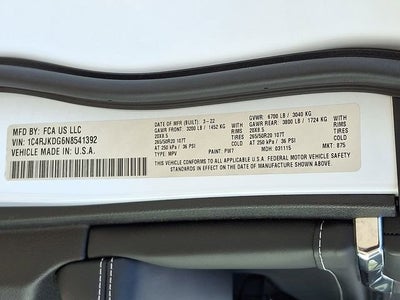 MFD BY: FCA US LLC
VIN: 1C4RJKDG6N8541392
VEHICLE MADE IN: U.S.A.
DATE OF MFR (BUILT): 3-22
GVWR: 6700 LB / 3040 KG
GAWR FRONT: 3200 LB / 1452 KG WITH
GAWR REAR: 3800 LB / 1724 KG WITH
20X8.5 RIMS
20X8.5 RIMS
265/50R20 107T TIRES
265/50R20 107T TIRES
AT 250 kPa / 36 PSI
AT 250 kPa / 36 PSI
THIS VEHICLE CONFORMS TO ALL APPLICABLE U.S.A. FEDERAL MOTOR VEHICLE
SAFETY STANDARDS IN EFFECT ON THE DATE OF MANUFACTURE SHOWN ABOVE
TYPE: MPV PAINT: PW7 MDH: 031115 MKT: 875